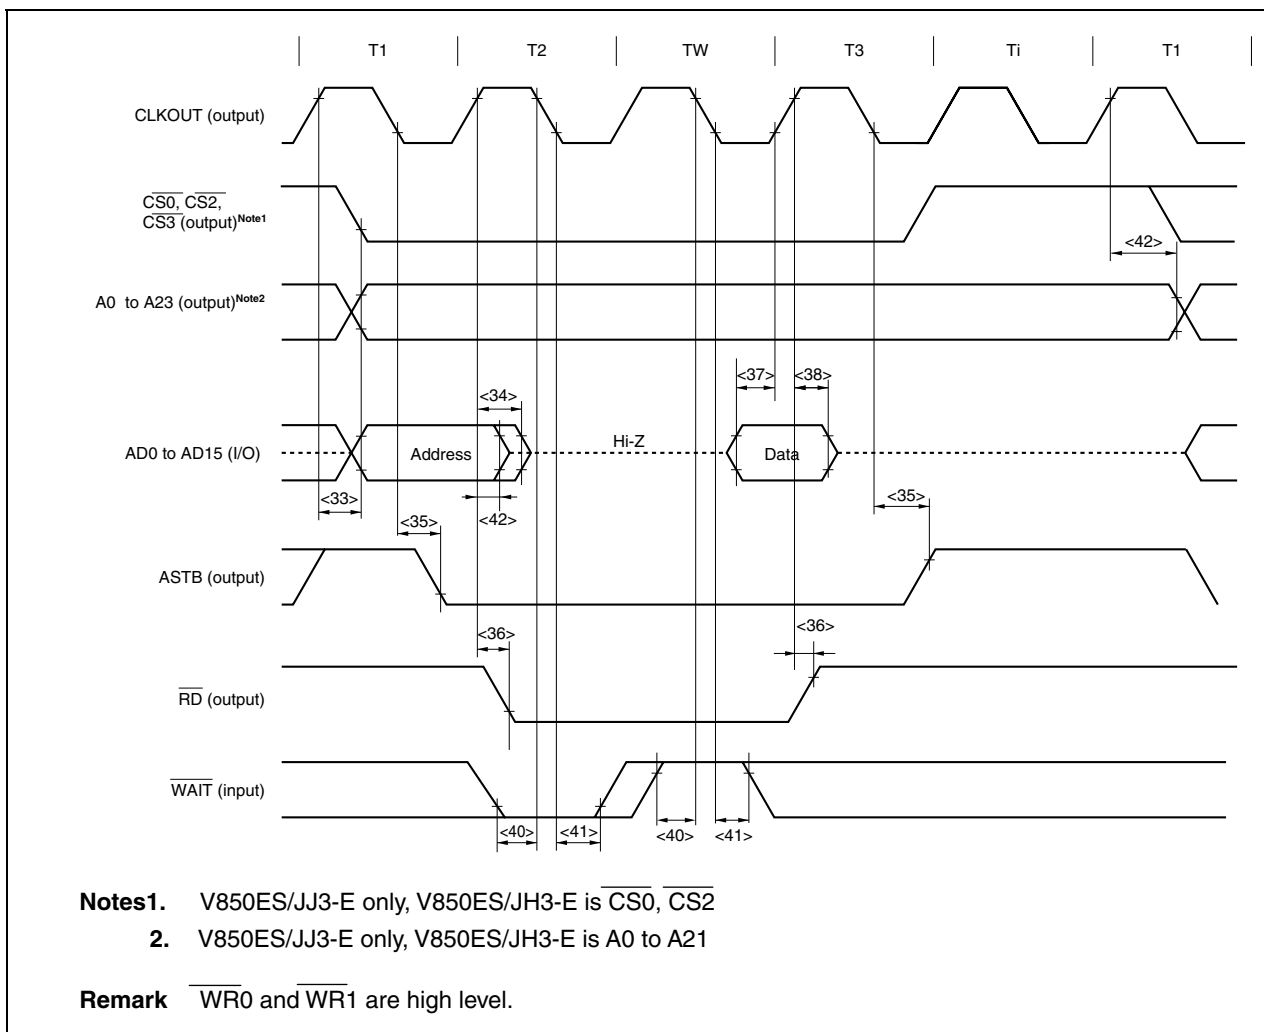 T1 T2 TW T3 Ti T1
CLKOUT (output)
CS0, CS2,
CS3 (output)Note1
<42>
A0 to A23 (output)Note2
<37> <38>
<34>
Hi-Z
AD0 to AD15 (I/O) Address Data
<33> <35>
<42>
<35>
ASTB (output)
<36> <36>
RD (output)
WAIT (input)
<40> <41> <40> <41>
Notes1. V850ES/JJ3-E only, V850ES/JH3-E is CS0, CS2
2. V850ES/JJ3-E only, V850ES/JH3-E is A0 to A21
Remark WR0 and WR1 are high level.